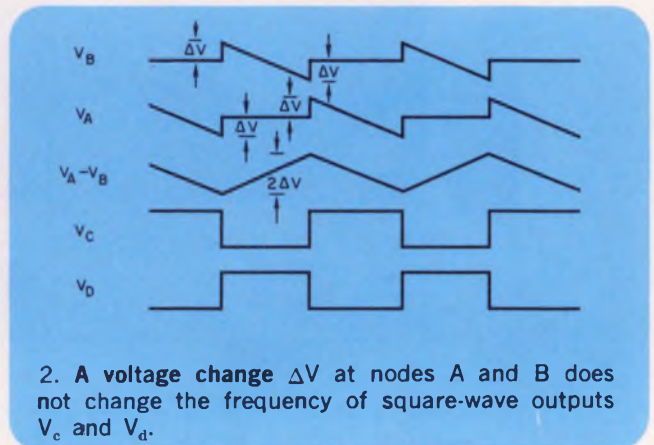 V_B
ΔV
ΔV
V_A
ΔV
ΔV
V_A-V_B
2ΔV
V_C
V_D
2. A voltage change ΔV at nodes A and B does
not change the frequency of square-wave outputs
V_c and V_d.